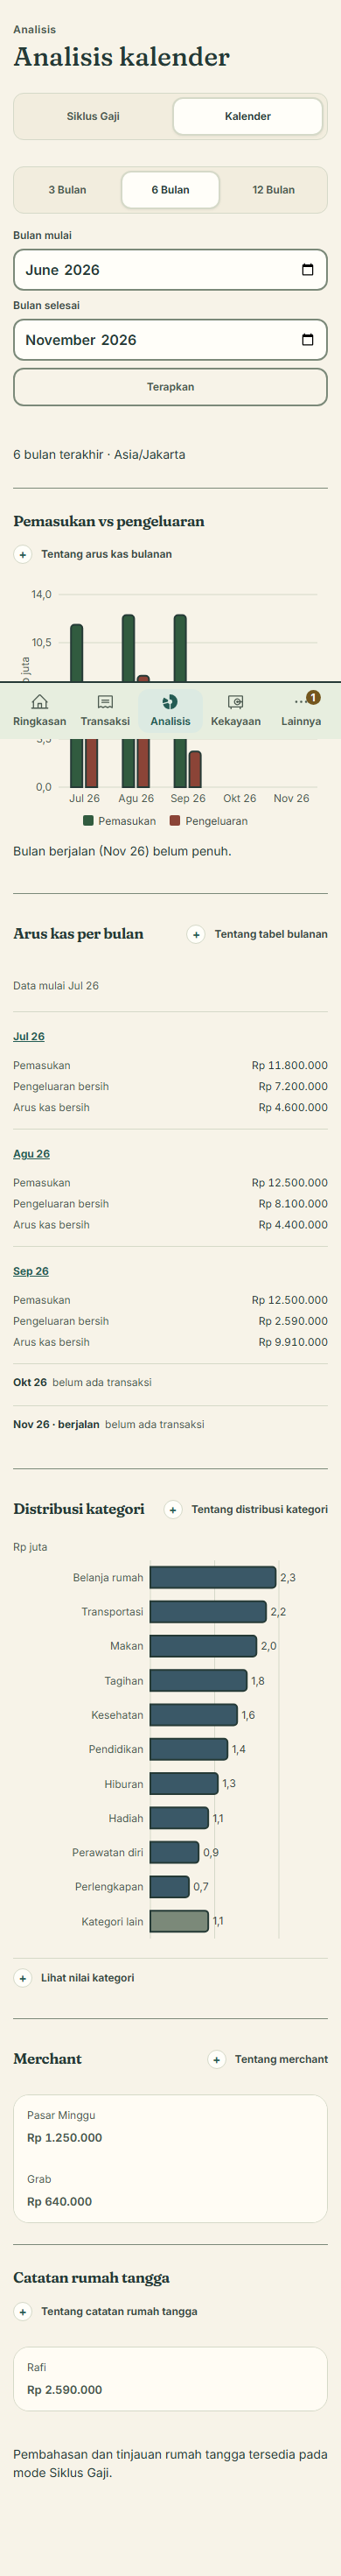 Analisis
Analisis kalender
Siklus Gaji
Kalender
3 Bulan
6 Bulan
12 Bulan
Bulan mulai
June 2026
Bulan selesai
November 2026
Terapkan
6 bulan terakhir · Asia/Jakarta
Pemasukan vs pengeluaran
+ Tentang arus kas bulanan
14,0
10,5
juta
Ringkasan
Transaksi
Analisis
Kekayaan
Lainnya
1
0,0
Jul 26
Agu 26
Sep 26
Okt 26
Nov 26
Pemasukan
Pengeluaran
Bulan berjalan (Nov 26) belum penuh.
Arus kas per bulan
+ Tentang tabel bulanan
Data mulai Jul 26
Jul 26
Pemasukan Rp 11.800.000
Pengeluaran bersih Rp 7.200.000
Arus kas bersih Rp 4.600.000
Agu 26
Pemasukan Rp 12.500.000
Pengeluaran bersih Rp 8.100.000
Arus kas bersih Rp 4.400.000
Sep 26
Pemasukan Rp 12.500.000
Pengeluaran bersih Rp 2.590.000
Arus kas bersih Rp 9.910.000
Okt 26 belum ada transaksi
Nov 26 · berjalan belum ada transaksi
Distribusi kategori
+ Tentang distribusi kategori
Rp juta
Belanja rumah 2,3
Transportasi 2,2
Makan 2,0
Tagihan 1,8
Kesehatan 1,6
Pendidikan 1,4
Hiburan 1,3
Hadiah 1,1
Perawatan diri 0,9
Perlengkapan 0,7
Kategori lain 1,1
+ Lihat nilai kategori
Merchant
+ Tentang merchant
Pasar Minggu
Rp 1.250.000
Grab
Rp 640.000
Catatan rumah tangga
+ Tentang catatan rumah tangga
Rafi
Rp 2.590.000
Pembahasan dan tinjauan rumah tangga tersedia pada
mode Siklus Gaji.